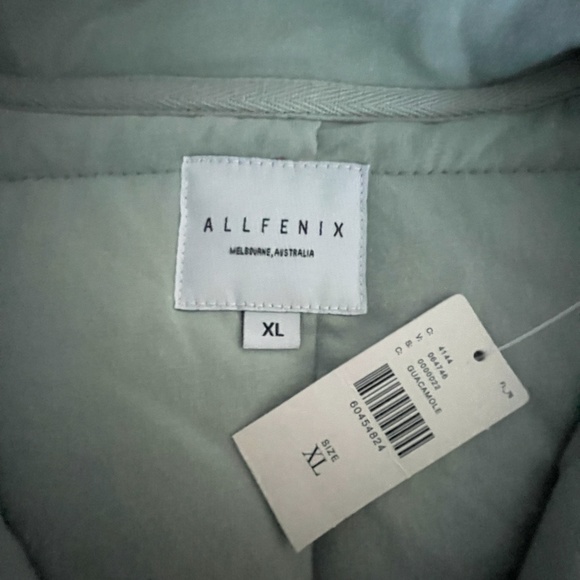 ALLFENIX
MELBOURNE, AUSTRALIA
XL
C: 4144
V: 064746
S: 0000022
C: GUACAMOLE
60454824
SIZE
XL